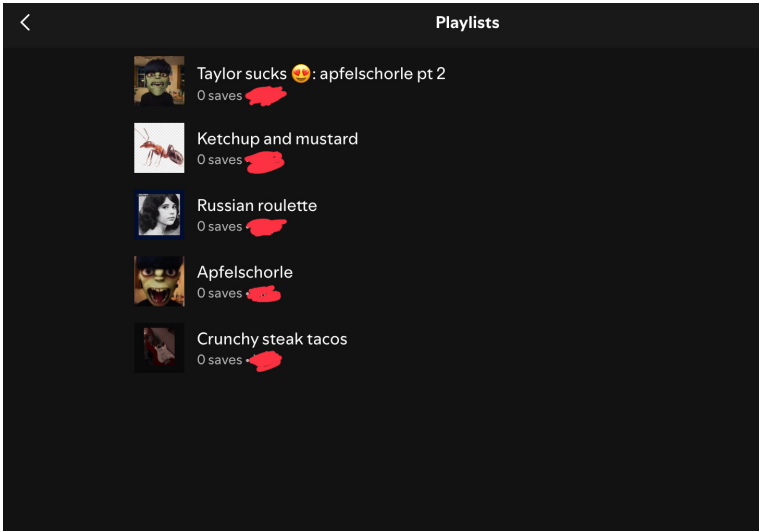 Playlists
Taylor sucks 😍: apfelschorle pt 2
0 saves
Ketchup and mustard
0 saves
Russian roulette
0 saves •
Apfelschorle
0 saves •
Crunchy steak tacos
0 saves •